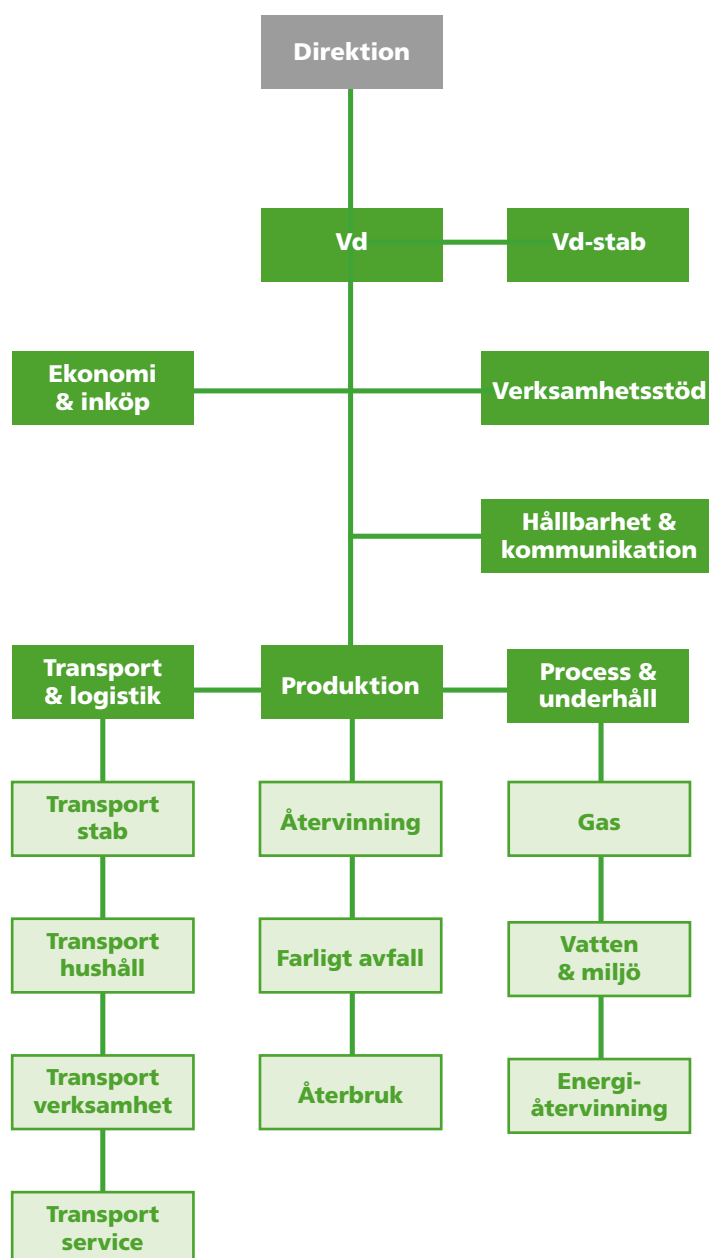 Direktion
Vd
Vd-stab
Ekonomi
& inköp
Verksamhetsstöd
Hållbarhet &
kommunikation
Transport
& logistik
Produktion
Process &
underhåll
Transport
stab
Återvinning
Gas
Transport
hushåll
Farligt avfall
Vatten
& miljö
Transport
verksamhet
Återbruk
Energi-
återvinning
Transport
service